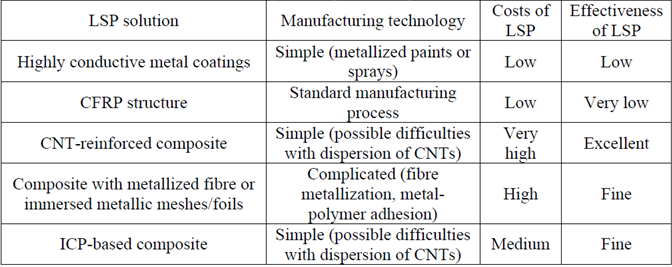 LSP solution Manufacturing technology Costs of LSP Effectiveness of LSP
Highly conductive metal coatings Simple (metallized paints or sprays) Low Low
CFRP structure Standard manufacturing process Low Very low
CNT-reinforced composite Simple (possible difficulties with dispersion of CNTs) Very high Excellent
Composite with metallized fibre or immersed metallic meshes/foils Complicated (fibre metallization, metal-polymer adhesion) High Fine
ICP-based composite Simple (possible difficulties with dispersion of CNTs) Medium Fine